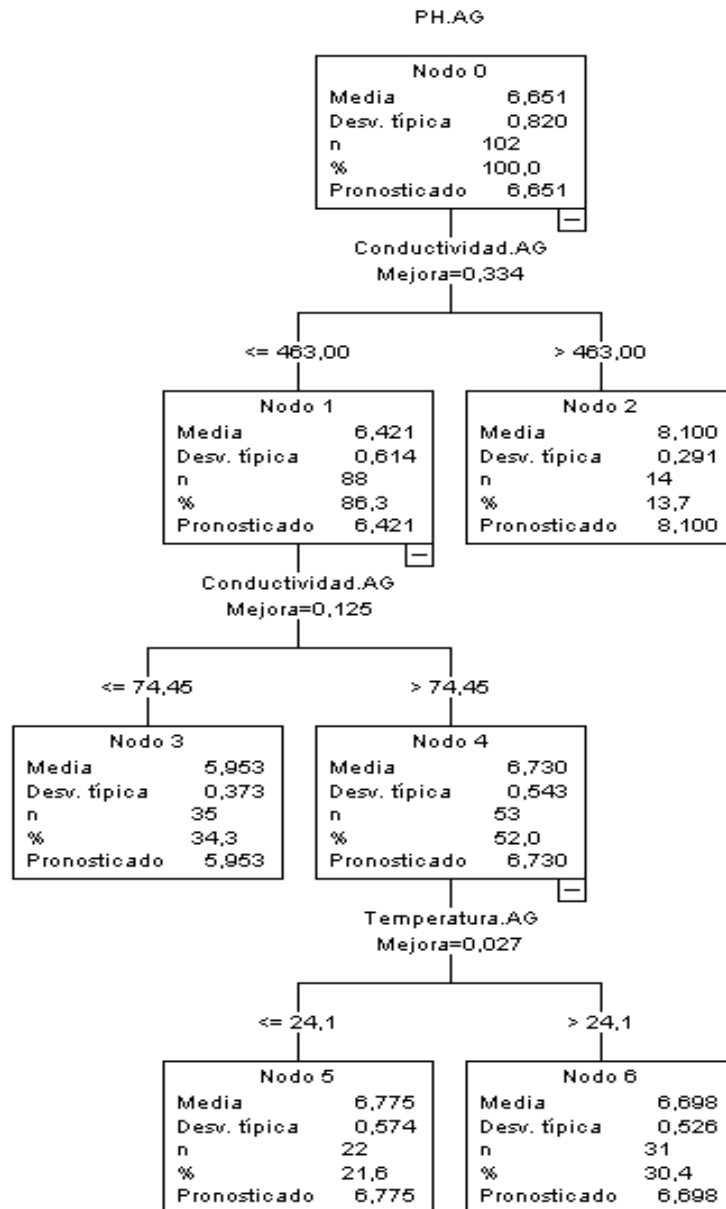 PH.AG
Nodo 0
Media 6,651
Desv. típica 0,820
n 102
% 100,0
Pronosticado 6,651
Conductividad.AG
Mejora=0,334
<= 463,00
> 463,00
Nodo 1
Media 6,421
Desv. típica 0,614
n 88
% 86,3
Pronosticado 6,421
Nodo 2
Media 8,100
Desv. típica 0,291
n 14
% 13,7
Pronosticado 8,100
Conductividad.AG
Mejora=0,125
<= 74,45
> 74,45
Nodo 3
Media 5,953
Desv. típica 0,373
n 35
% 34,3
Pronosticado 5,953
Nodo 4
Media 6,730
Desv. típica 0,543
n 53
% 52,0
Pronosticado 6,730
Temperatura.AG
Mejora=0,027
<= 24,1
> 24,1
Nodo 5
Media 6,775
Desv. típica 0,574
n 22
% 21,6
Pronosticado 6,775
Nodo 6
Media 6,698
Desv. típica 0,526
n 31
% 30,4
Pronosticado 6,698